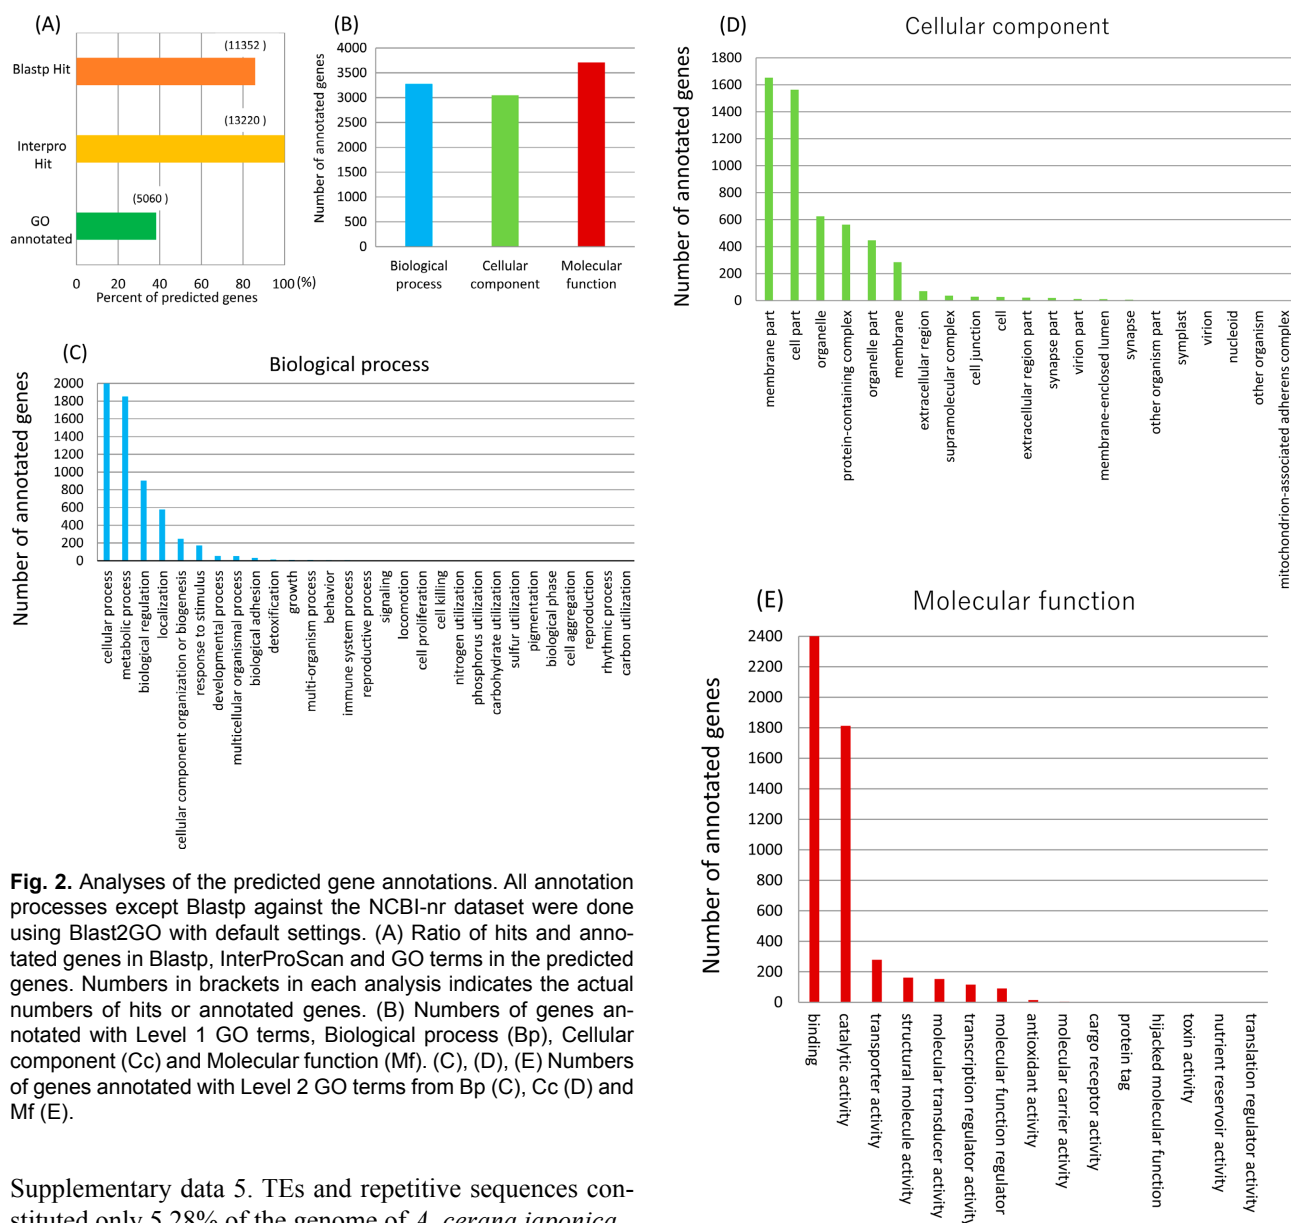 (A)
(11352 )
Blastp Hit
(13220 )
Interpro
Hit
(5060 )
GO
annotated
0 20 40 60 80 100 (%)
Percent of predicted genes
(B)
Number of annotated genes
4000
3500
3000
2500
2000
1500
1000
500
0
Biological
process
Cellular
component
Molecular
function
(C)
Biological process
Number of annotated genes
2000
1800
1600
1400
1200
1000
800
600
400
200
0
cellular process
metabolic process
biological regulation
localization
cellular component organization or biogenesis
response to stimulus
developmental process
multicellular organismal process
biological adhesion
detoxification
growth
multi-organism process
behavior
immune system process
reproductive process
signaling
locomotion
cell proliferation
cell killing
nitrogen utilization
phosphorus utilization
carbohydrate utilization
sulfur utilization
pigmentation
biological phase
cell aggregation
reproduction
rhythmic process
carbon utilization
Fig. 2. Analyses of the predicted gene annotations. All annotation
processes except Blastp against the NCBI-nr dataset were done
using Blast2GO with default settings. (A) Ratio of hits and anno-
tated genes in Blastp, InterProScan and GO terms in the predicted
genes. Numbers in brackets in each analysis indicates the actual
numbers of hits or annotated genes. (B) Numbers of genes an-
notated with Level 1 GO terms, Biological process (Bp), Cellular
component (Cc) and Molecular function (Mf). (C), (D), (E) Numbers
of genes annotated with Level 2 GO terms from Bp (C), Cc (D) and
Mf (E).
Supplementary data 5. TEs and repetitive sequences con-
stituted only 5.28% of the genome of A. cerana japonica
(D)
Cellular component
Number of annotated genes
1800
1600
1400
1200
1000
800
600
400
200
0
membrane part
cell part
organelle
protein-containing complex
organelle part
membrane
extracellular region
supramolecular complex
cell junction
cell
extracellular region part
synapse part
virion part
membrane-enclosed lumen
synapse
other organism part
symplast
virion
nucleoid
other organism
mitochondrion-associated adherens complex
(E)
Molecular function
Number of annotated genes
2400
2200
2000
1800
1600
1400
1200
1000
800
600
400
200
0
binding
catalytic activity
transporter activity
structural molecule activity
molecular transducer activity
transcription regulator activity
molecular function regulator
antioxidant activity
molecular carrier activity
cargo receptor activity
protein tag
hijacked molecular function
toxin activity
nutrient reservoir activity
translation regulator activity